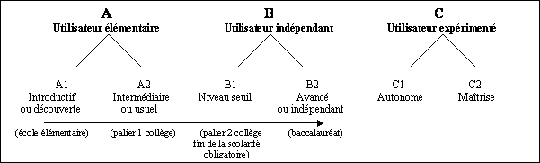 A B C
Utilisateur élémentaire Utilisateur indépendant Utilisateur expérimenté
A1 A2 B1 B2 C1 C2
Introductif Intermédiaire Niveau seuil Avancé Autonome Maîtrise
ou découverte ou usuel ou indépendant
(école élémentaire) (palier 1 collège) (palier 2 collège (baccalauréat)
fin de la scolarité
obligatoire)